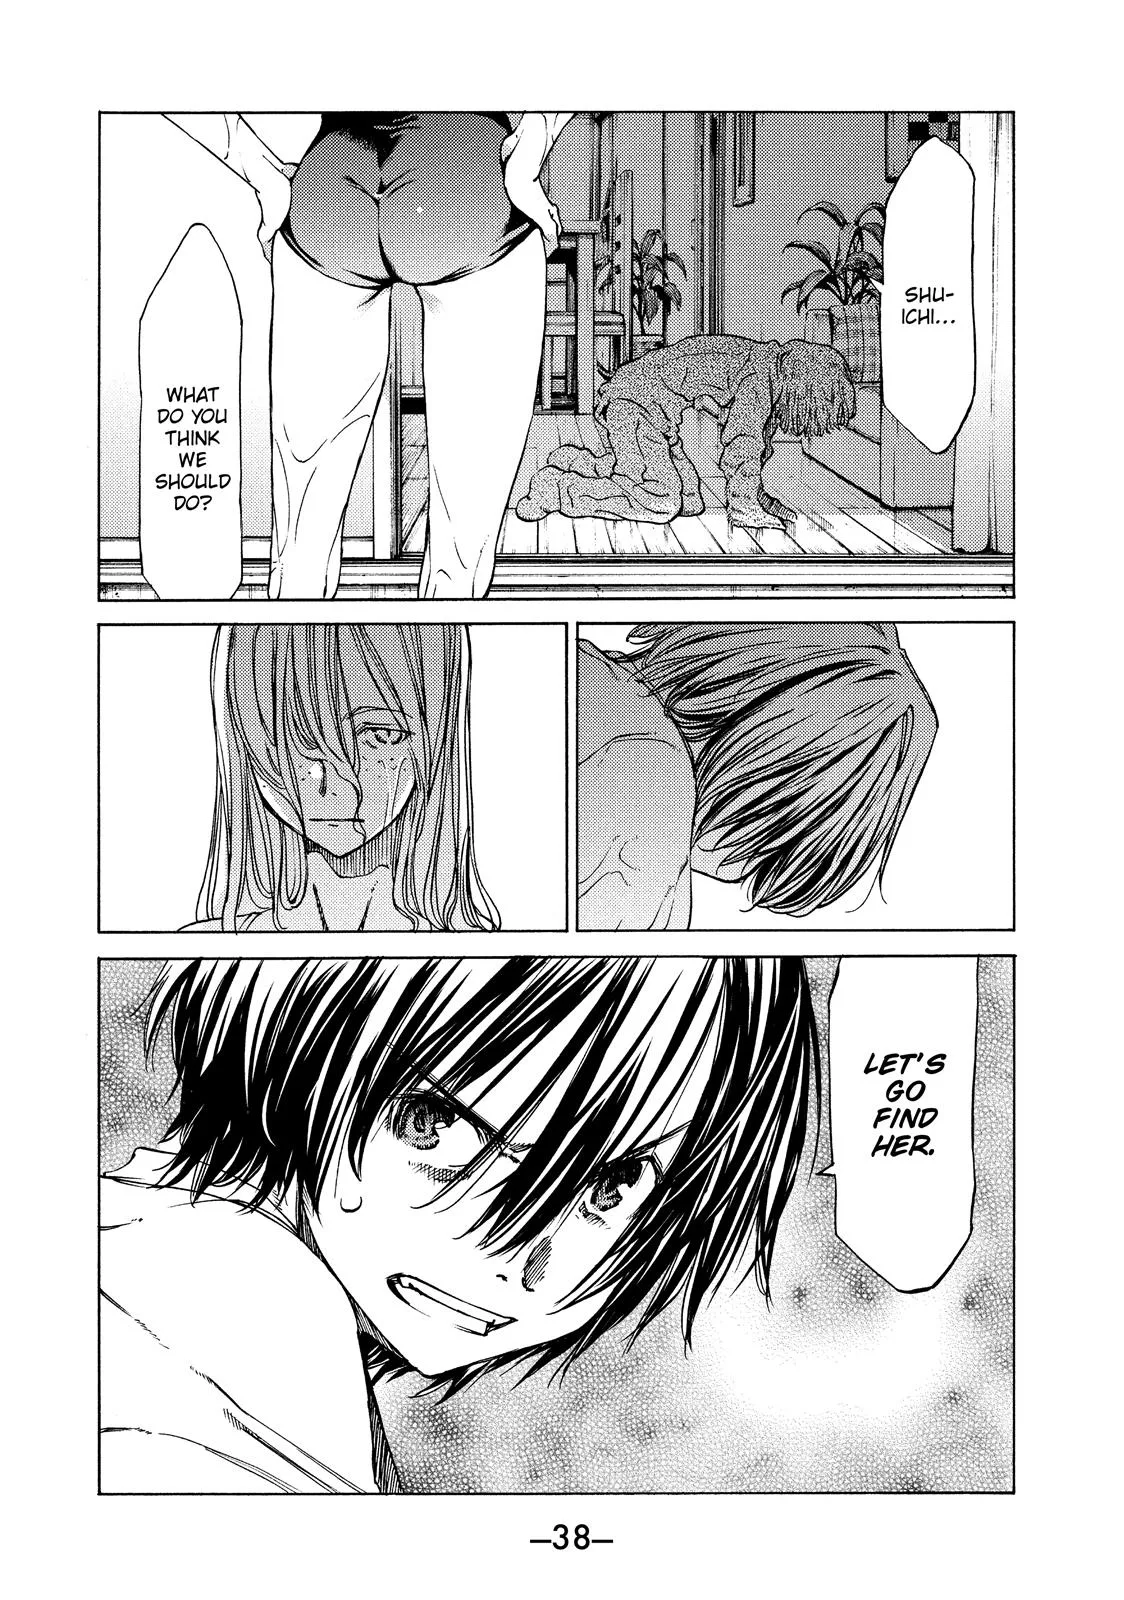 SHU-
ICHI...
WHAT
DO YOU
THINK
WE
SHOULD
DO?
LET'S
GO
FIND
HER.
—38—